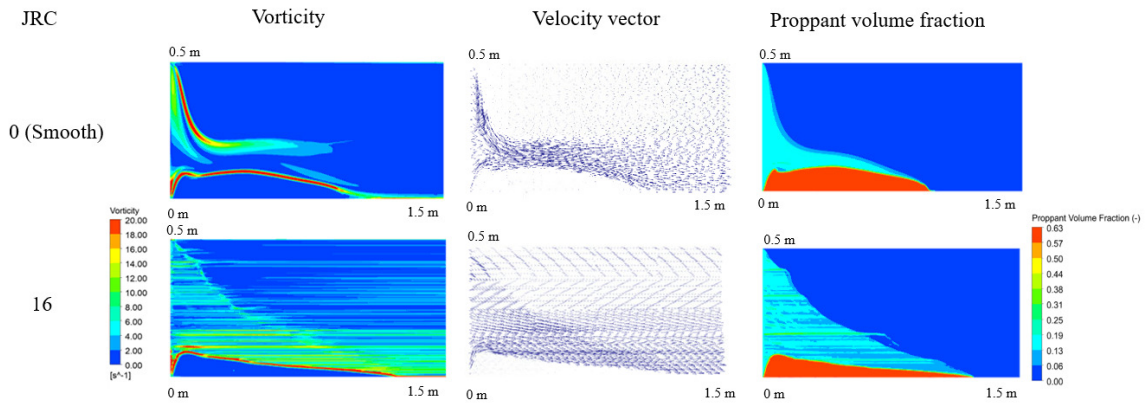 JRC
Vorticity
Velocity vector
Proppant volume fraction
0.5 m
0.5 m
0.5 m
0 (Smooth)
0 m
1.5 m
0 m
1.5 m
0 m
1.5 m
Vorticity
20.00
18.00
16.00
14.00
12.00
10.00
8.00
6.00
4.00
2.00
0.00
[s^-1]
0.5 m
0.5 m
0.5 m
16
0 m
1.5 m
0 m
1.5 m
0 m
1.5 m
Proppant Volume Fraction (-)
0.63
0.57
0.50
0.44
0.38
0.31
0.25
0.19
0.13
0.06
0.00